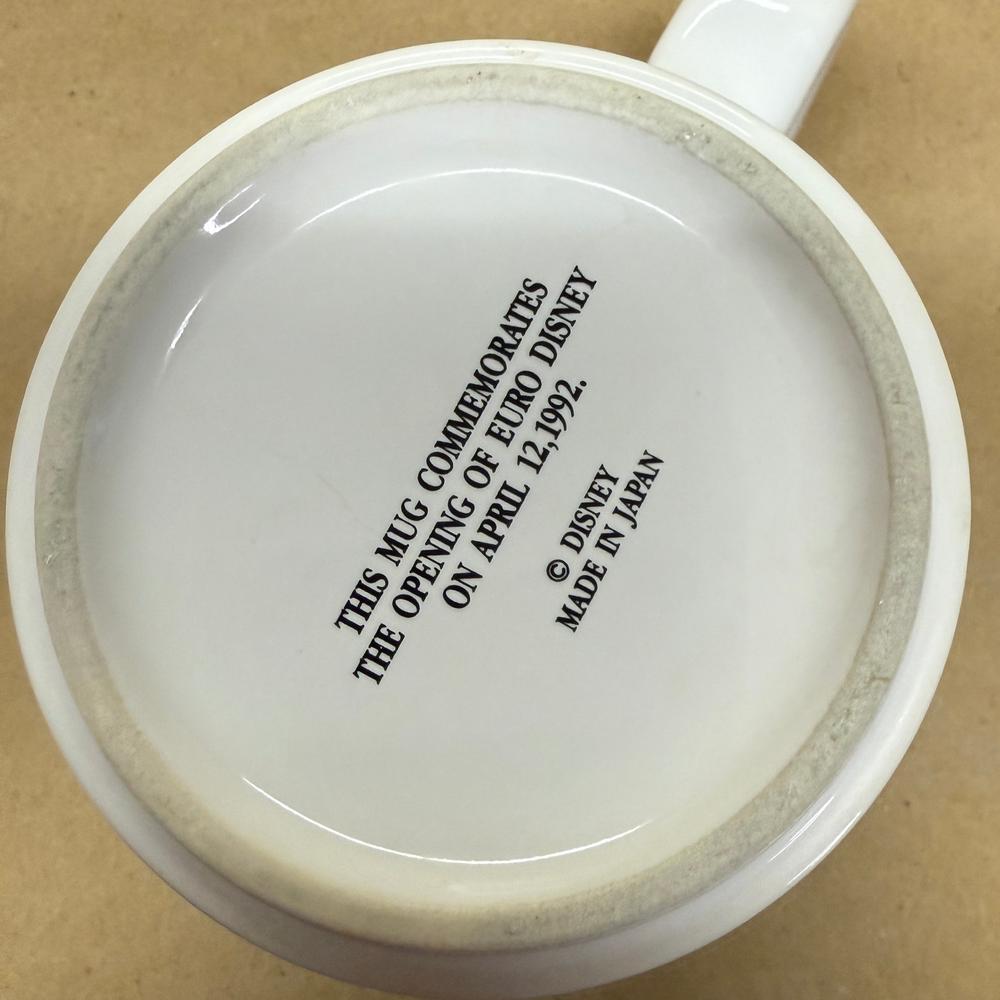 THIS MUG COMMEMORATES
THE OPENING OF EURO DISNEY
ON APRIL 12,1992.
© DISNEY
MADE IN JAPAN